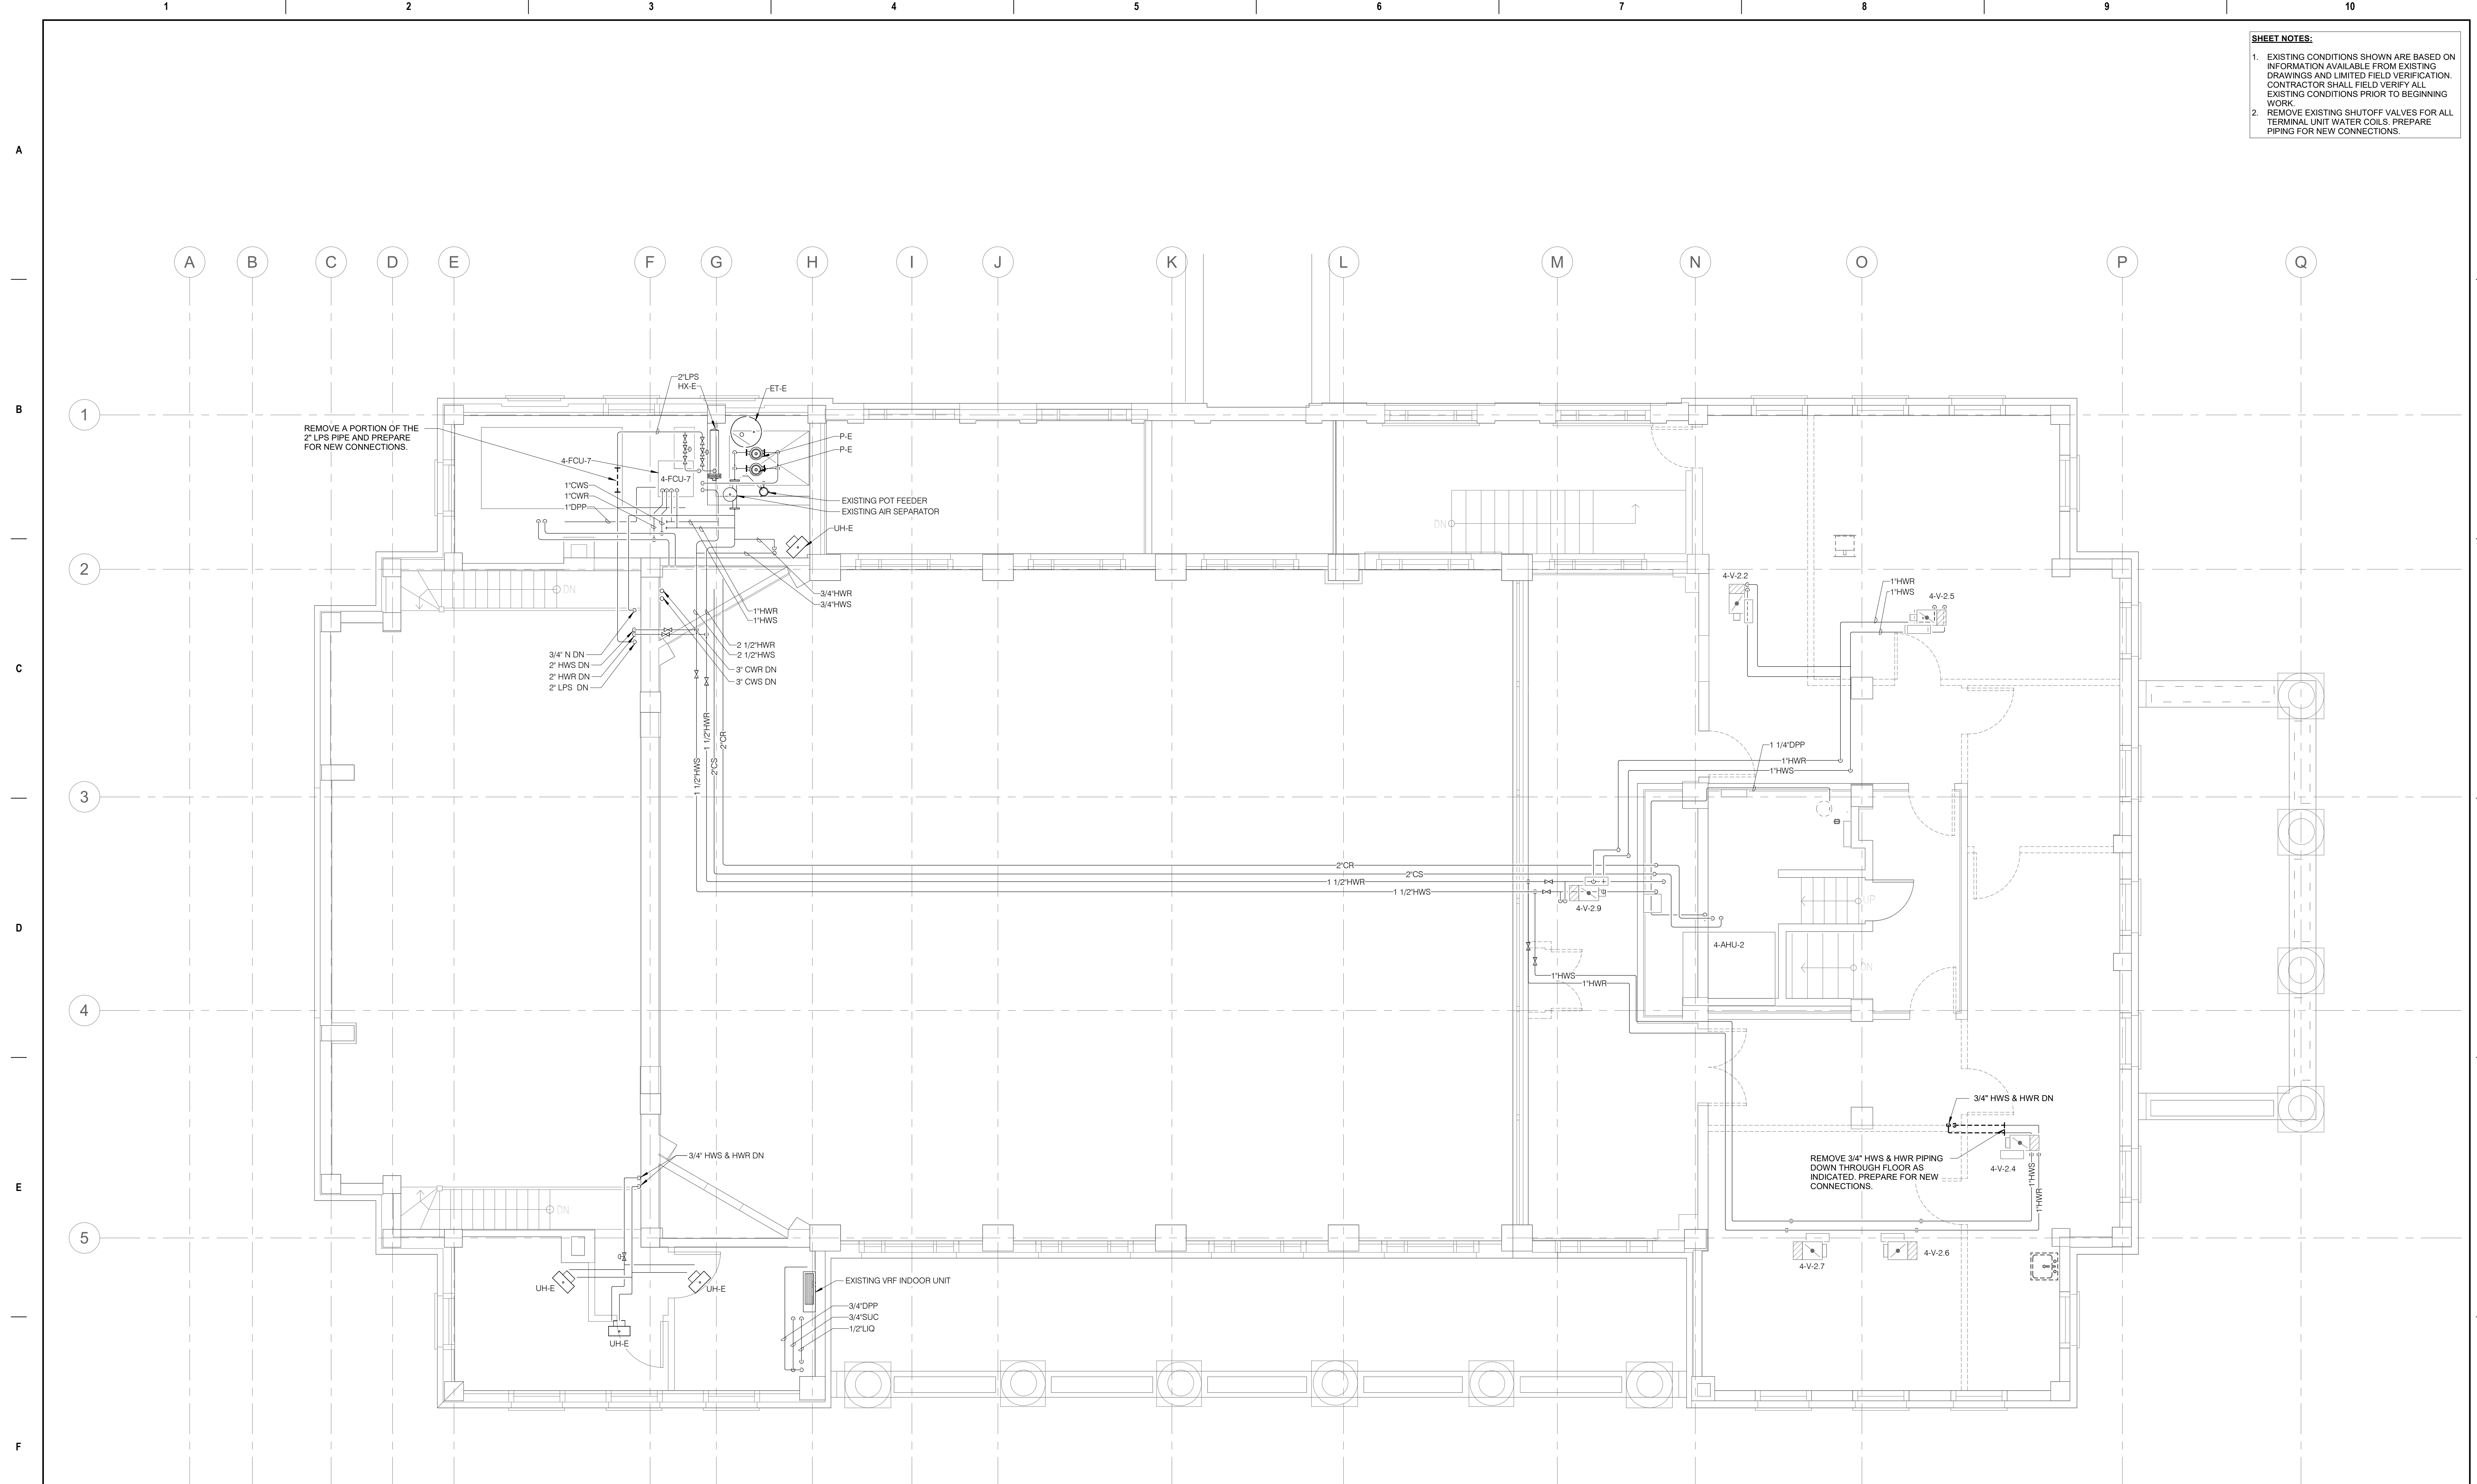 1 2 3 4 5 6 7 8 9 10
SHEET NOTES:
1. EXISTING CONDITIONS SHOWN ARE BASED ON
INFORMATION AVAILABLE FROM EXISTING
DRAWINGS AND LIMITED FIELD VERIFICATION.
CONTRACTOR SHALL FIELD VERIFY ALL
EXISTING CONDITIONS PRIOR TO BEGINNING
WORK.
2. REMOVE EXISTING SHUTOFF VALVES FOR ALL
TERMINAL UNIT WATER COILS. PREPARE
PIPING FOR NEW CONNECTIONS.
A
A B C D E F G H I J K L M N O P Q
B
1
2"LPS
HX-E
ET-E
REMOVE A PORTION OF THE
2" LPS PIPE AND PREPARE
FOR NEW CONNECTIONS.
P-E
P-E
4-FCU-7
4-FCU-7
1"CWS
1"CWR
1"DPP
EXISTING POT FEEDER
EXISTING AIR SEPARATOR
UH-E
DN
2
DN
3/4"HWR
3/4"HWS
1"HWR
1"HWS
4-V-2.2
1"HWR
1"HWS
4-V-2.5
C
3/4" N DN
2" HWS DN
2" HWR DN
2" LPS DN
2 1/2"HWR
2 1/2"HWS
3" CWR DN
3" CWS DN
1 1/2"HWS
1 1/2"HWR
2"CS
2"CR
1 1/4"DPP
1"HWR
1"HWS
3
2"CR
2"CS
1 1/2"HWR
1 1/2"HWS
4-V-2.9
UP
D
4-AHU-2
DN
1"HWS
1"HWR
4
3/4" HWS & HWR DN
3/4" HWS & HWR DN
REMOVE 3/4" HWS & HWR PIPING
DOWN THROUGH FLOOR AS
INDICATED. PREPARE FOR NEW
CONNECTIONS.
4-V-2.4
1"HWS
1"HWR
E
DN
5
4-V-2.7
4-V-2.6
UH-E
UH-E
UH-E
EXISTING VRF INDOOR UNIT
3/4"DPP
3/4"SUC
1/2"LIQ
F